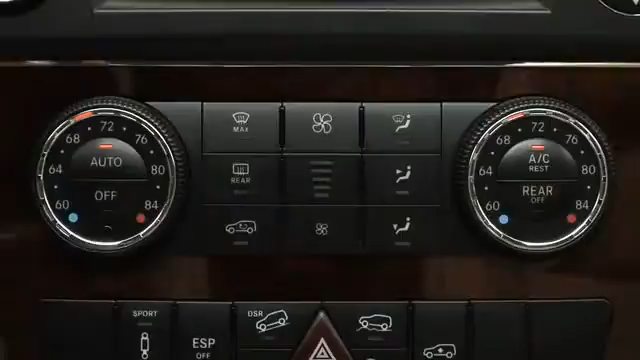 72
68 76
AUTO
64 80
OFF
60 84
MAX
REAR
72
68 76
A/C
REST
64 80
REAR
OFF
60 84
SPORT
ESP
OFF
DSR